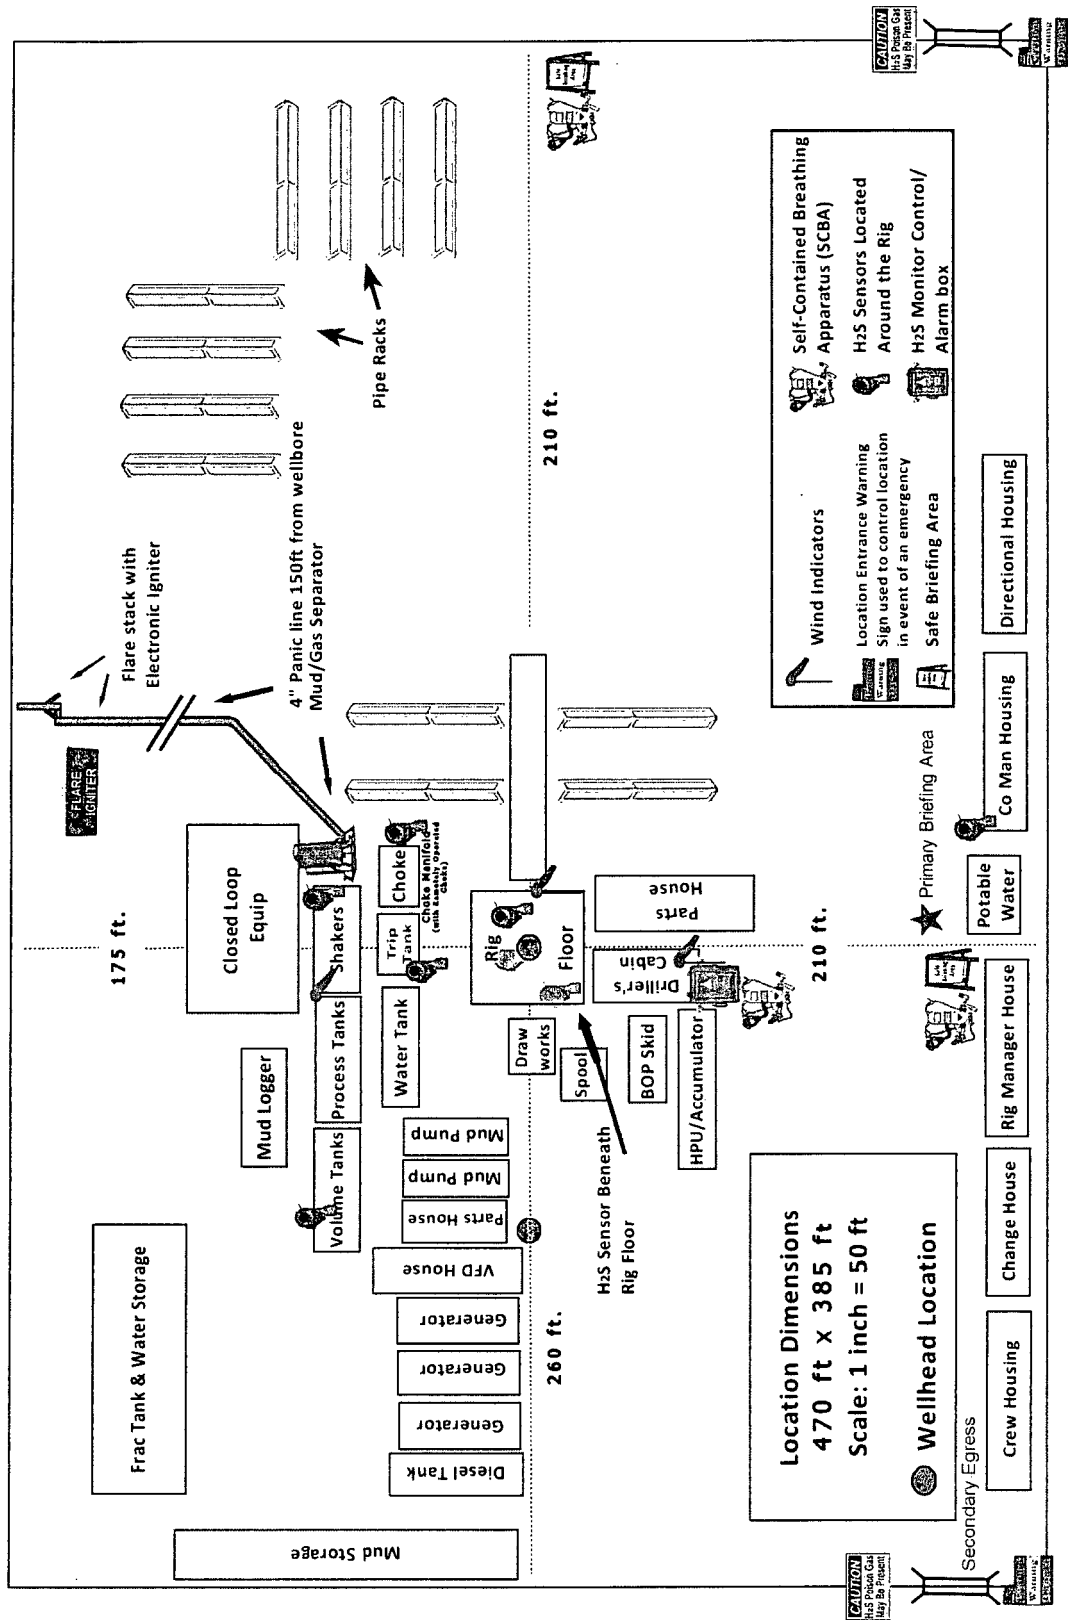 CAUTION
H2S Poison Gas
May Be Present
Warning
Flare stack with
Electronic Igniter
FLARE
IGNITER
4" Panic line 150ft from wellbore
Mud/Gas Separator
Pipe Racks
210 ft.
175 ft.
Closed Loop
Equip
Frac Tank & Water Storage
Mud Logger
Volume Tanks
Process Tanks
Shakers
Water Tank
Trip
Tank
Choke
Choke Manifold
(with Remotely Operated
Choke)
Mud Storage
Diesel Tank
Generator
Generator
Generator
VFD House
Parts House
Mud Pump
Mud Pump
260 ft.
Draw
works
Rig
Floor
Spool
BOP Skid
HPU/Accumulator
Driller's
Cabin
Parts
House
H2S Sensor Beneath
Rig Floor
210 ft.
Primary Briefing Area
Location Dimensions
470 ft x 385 ft
Scale: 1 inch = 50 ft
Wellhead Location
Wind Indicators
Warning
Location Entrance Warning
Sign used to control location
in event of an emergency
Safe Briefing Area
Self-Contained Breathing
Apparatus (SCBA)
H2S Sensors Located
Around the Rig
H2S Monitor Control/
Alarm box
Secondary Egress
Crew Housing
Change House
Rig Manager House
Potable
Water
Co Man Housing
Directional Housing
CAUTION
H2S Poison Gas
May Be Present
Warning